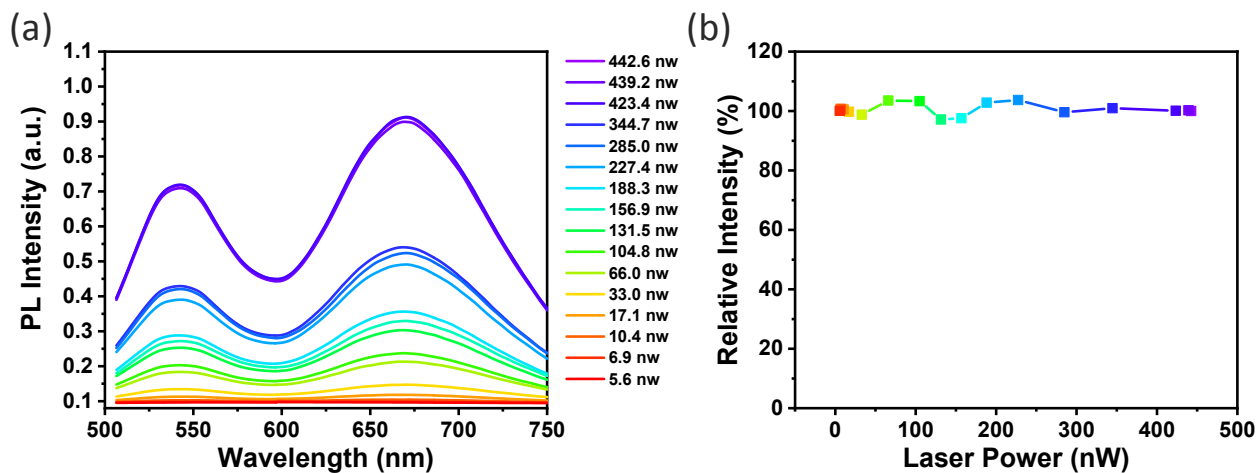 (a)
PL Intensity (a.u.)
1.1
1.0
0.9
0.8
0.7
0.6
0.5
0.4
0.3
0.2
0.1
500
550
600
650
700
750
Wavelength (nm)
442.6 nw
439.2 nw
423.4 nw
344.7 nw
285.0 nw
227.4 nw
188.3 nw
156.9 nw
131.5 nw
104.8 nw
66.0 nw
33.0 nw
17.1 nw
10.4 nw
6.9 nw
5.6 nw
(b)
Relative Intensity (%)
120
100
80
60
40
20
0
0
100
200
300
400
500
Laser Power (nW)